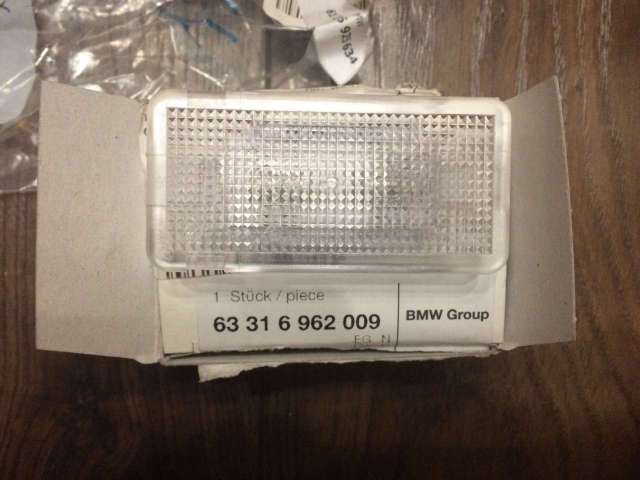 1 Stück / piece
63 31 6 962 009
BMW Group